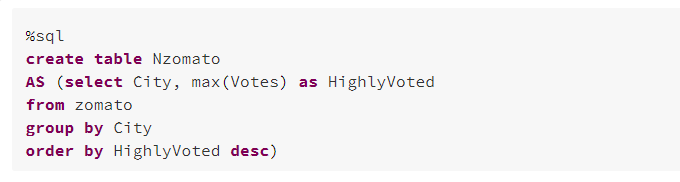 %sql
create table Nzomato
AS (select City, max(Votes) as HighlyVoted
from zomato
group by City
order by HighlyVoted desc)